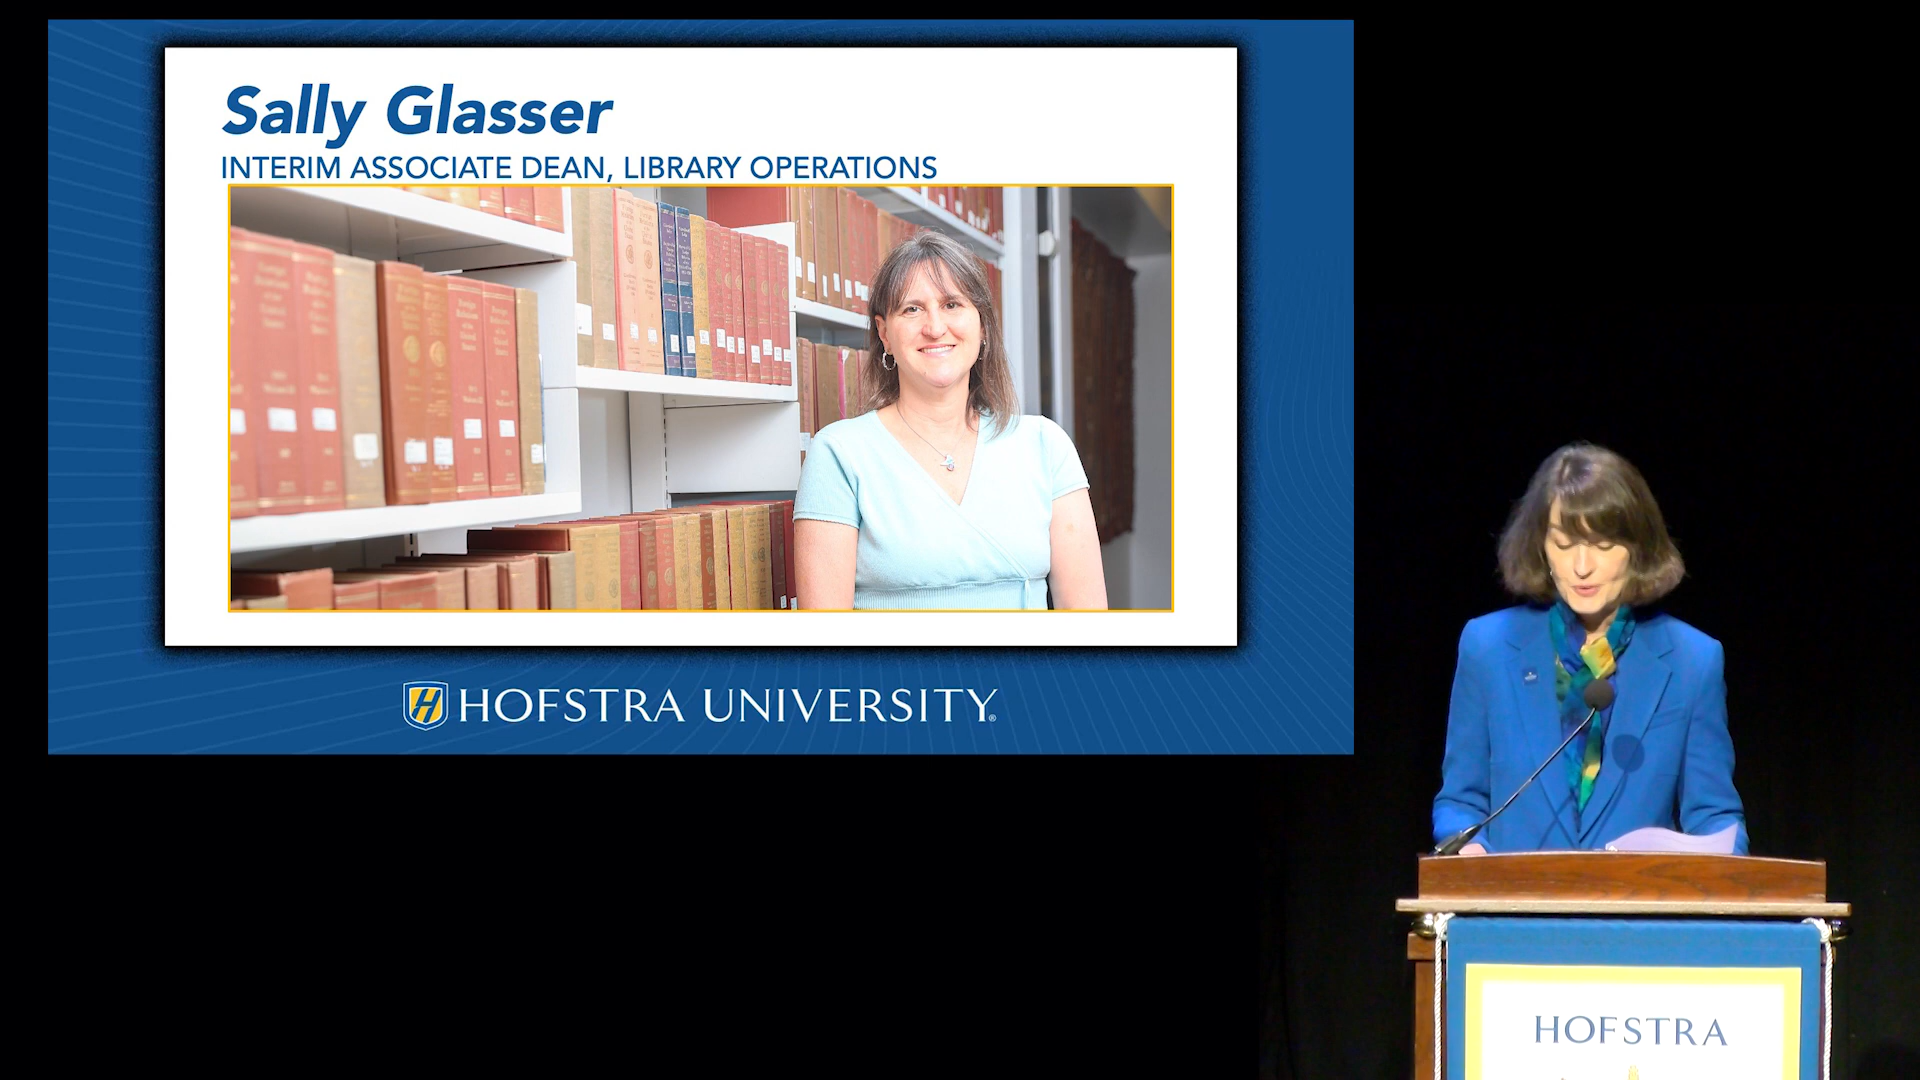 Sally Glasser
INTERIM ASSOCIATE DEAN, LIBRARY OPERATIONS
HOFSTRA UNIVERSITY®
HOFSTRA